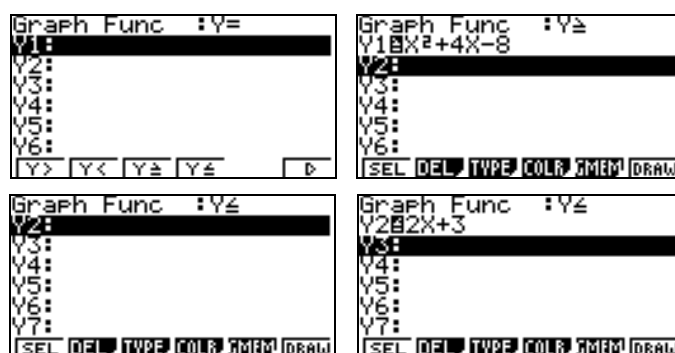 Graph Func :Y=
Y1:
Y2:
Y3:
Y4:
Y5:
Y6:
Y> Y< Y≥ Y≤ ▷
Graph Func :Y≥
Y1≥X²+4X-8
Y2:
Y3:
Y4:
Y5:
Y6:
SEL DEL TYPE COLR GMEM DRAW
Graph Func :Y≤
Y2:
Y3:
Y4:
Y5:
Y6:
Y7:
SEL DEL TYPE COLR GMEM DRAW
Graph Func :Y≤
Y2≤2X+3
Y3:
Y4:
Y5:
Y6:
Y7:
SEL DEL TYPE COLR GMEM DRAW